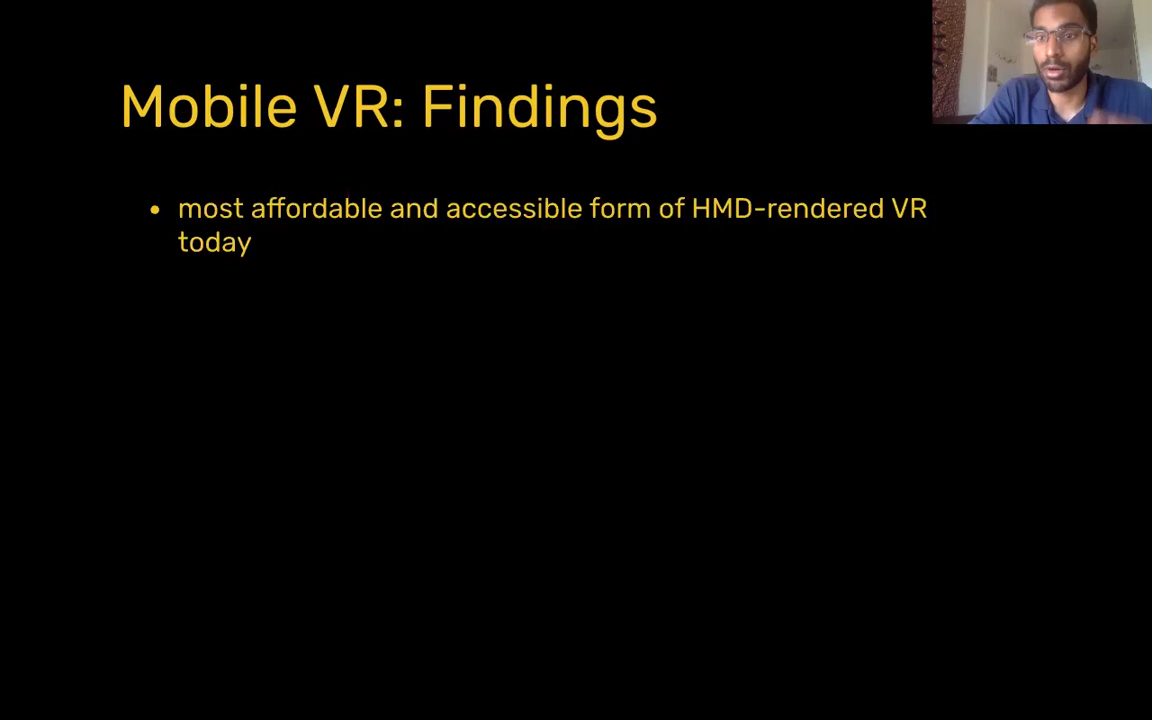 Mobile VR: Findings
• most affordable and accessible form of HMD-rendered VR
today